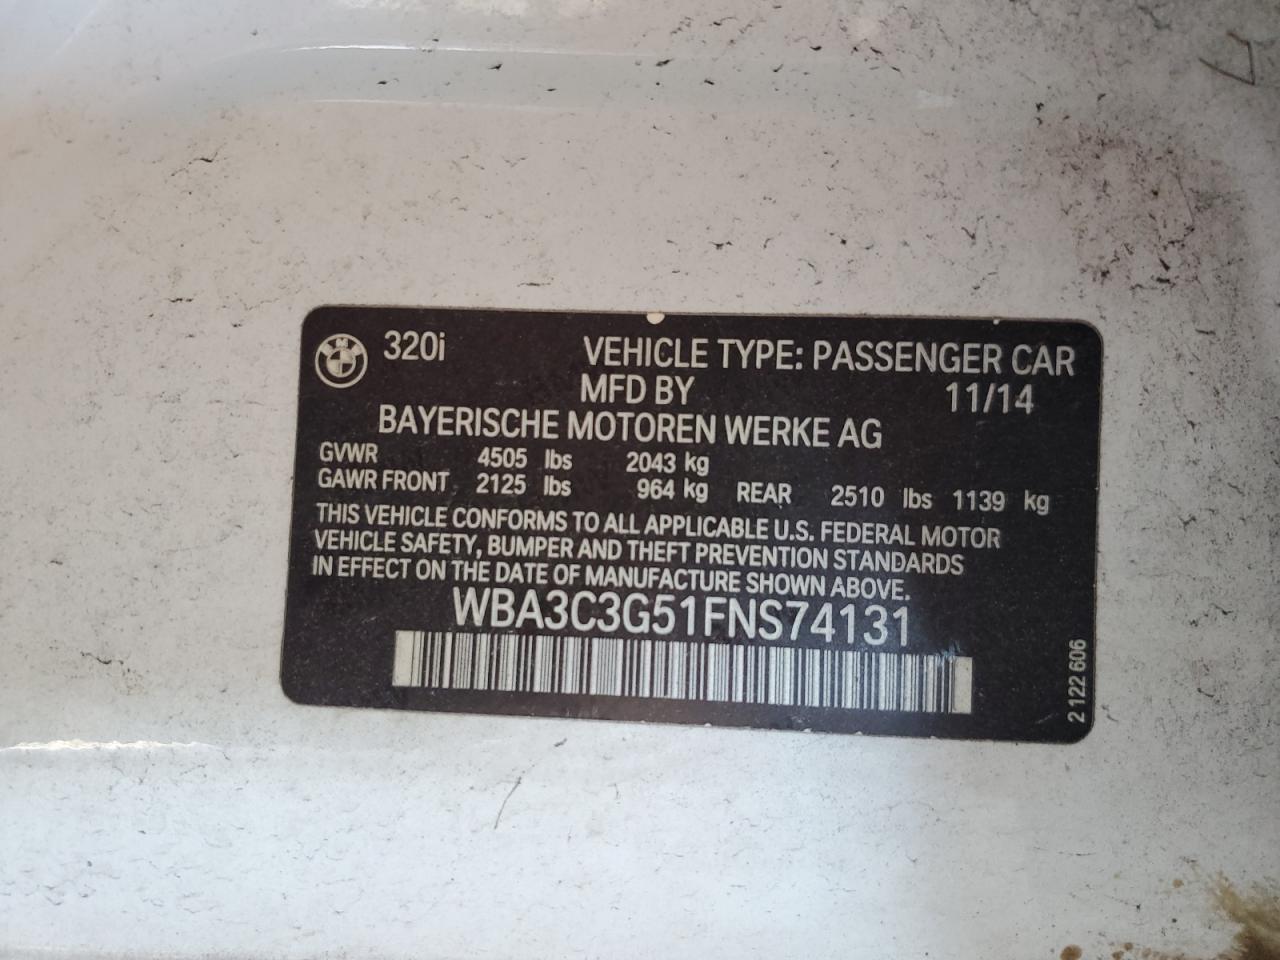 BMW 320i VEHICLE TYPE: PASSENGER CAR
MFD BY 11/14
BAYERISCHE MOTOREN WERKE AG
GVWR 4505 lbs 2043 kg
GAWR FRONT 2125 lbs 964 kg REAR 2510 lbs 1139 kg
THIS VEHICLE CONFORMS TO ALL APPLICABLE U.S. FEDERAL MOTOR
VEHICLE SAFETY, BUMPER AND THEFT PREVENTION STANDARDS
IN EFFECT ON THE DATE OF MANUFACTURE SHOWN ABOVE.
WBA3C3G51FNS74131
2 122 606